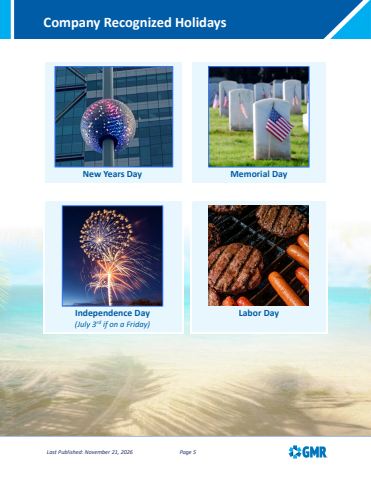 Company Recognized Holidays
New Years Day
Memorial Day
Independence Day
(July 3rd if on a Friday)
Labor Day
Last Published: November 21, 2026
Page 5
GMR